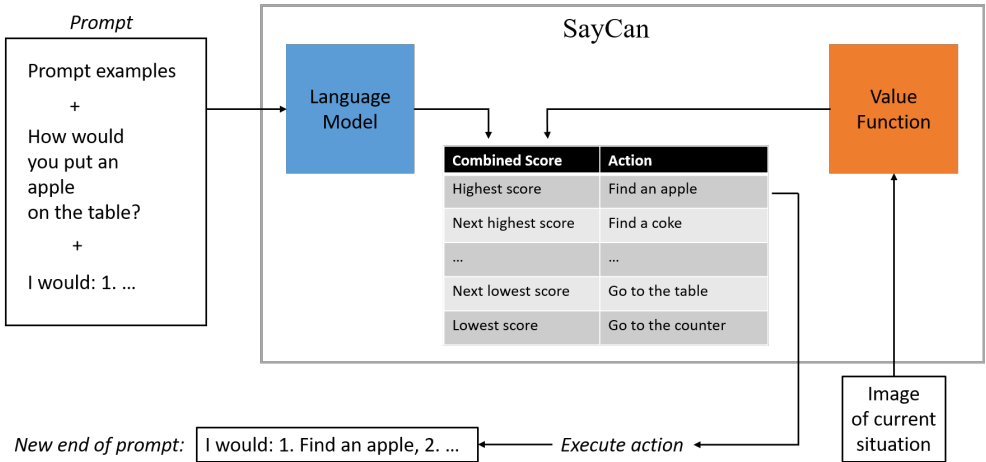 Prompt
SayCan
Prompt examples
+
How would
you put an
apple
on the table?
+
I would: 1. …
Language
Model
Value
Function
Combined Score Action
Highest score Find an apple
Next highest score Find a coke
… …
Next lowest score Go to the table
Lowest score Go to the counter
Image
of current
situation
New end of prompt: I would: 1. Find an apple, 2. … Execute action